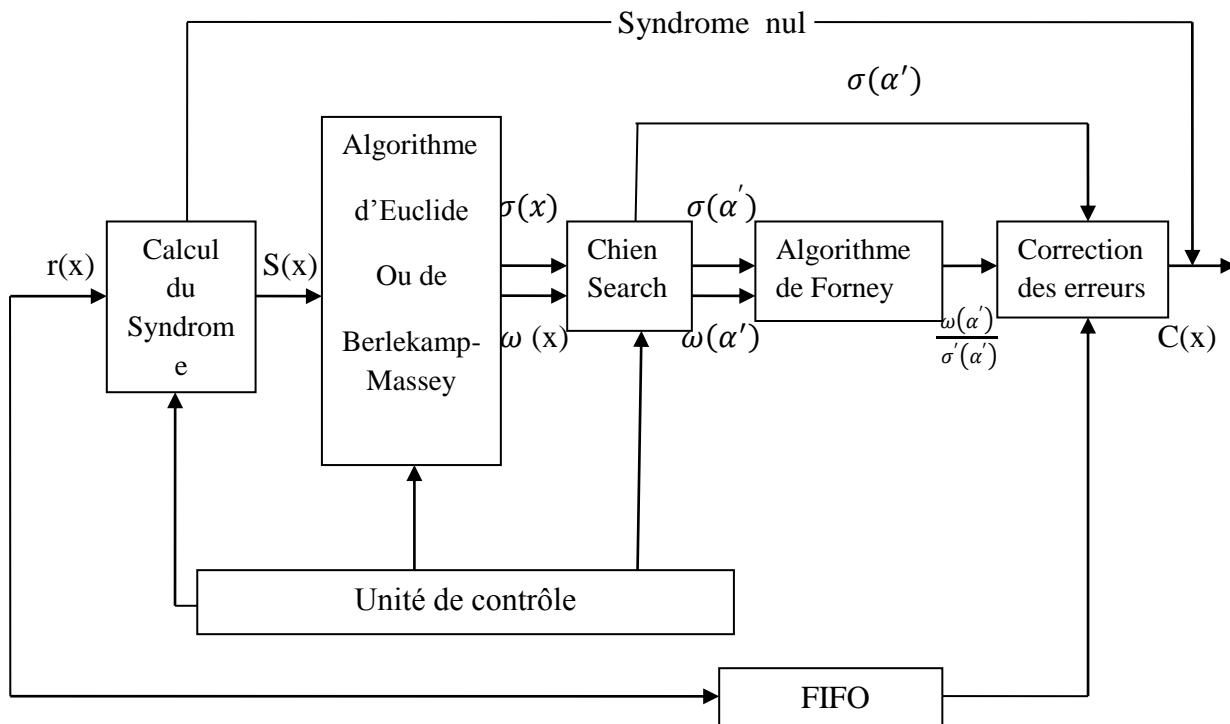 Syndrome nul
σ(α′)
Algorithme
d’Euclide
Ou de
Berlekamp-
Massey
σ(x)
ω (x)
σ(α′)
ω(α′)
r(x)
Calcul
du
Syndrom
e
S(x)
Chien
Search
Algorithme
de Forney
ω(α′)
σ′(α′)
Correction
des erreurs
C(x)
Unité de contrôle
FIFO